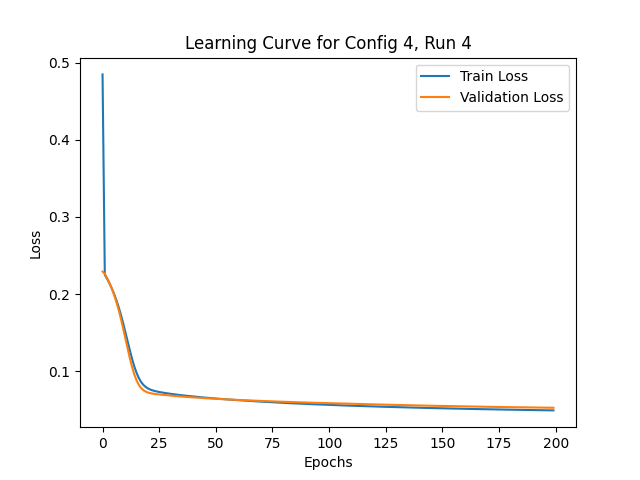 Learning Curve for Config 4, Run 4
Train Loss
Validation Loss
0.5
0.4
0.3
0.2
0.1
Loss
0 25 50 75 100 125 150 175 200
Epochs